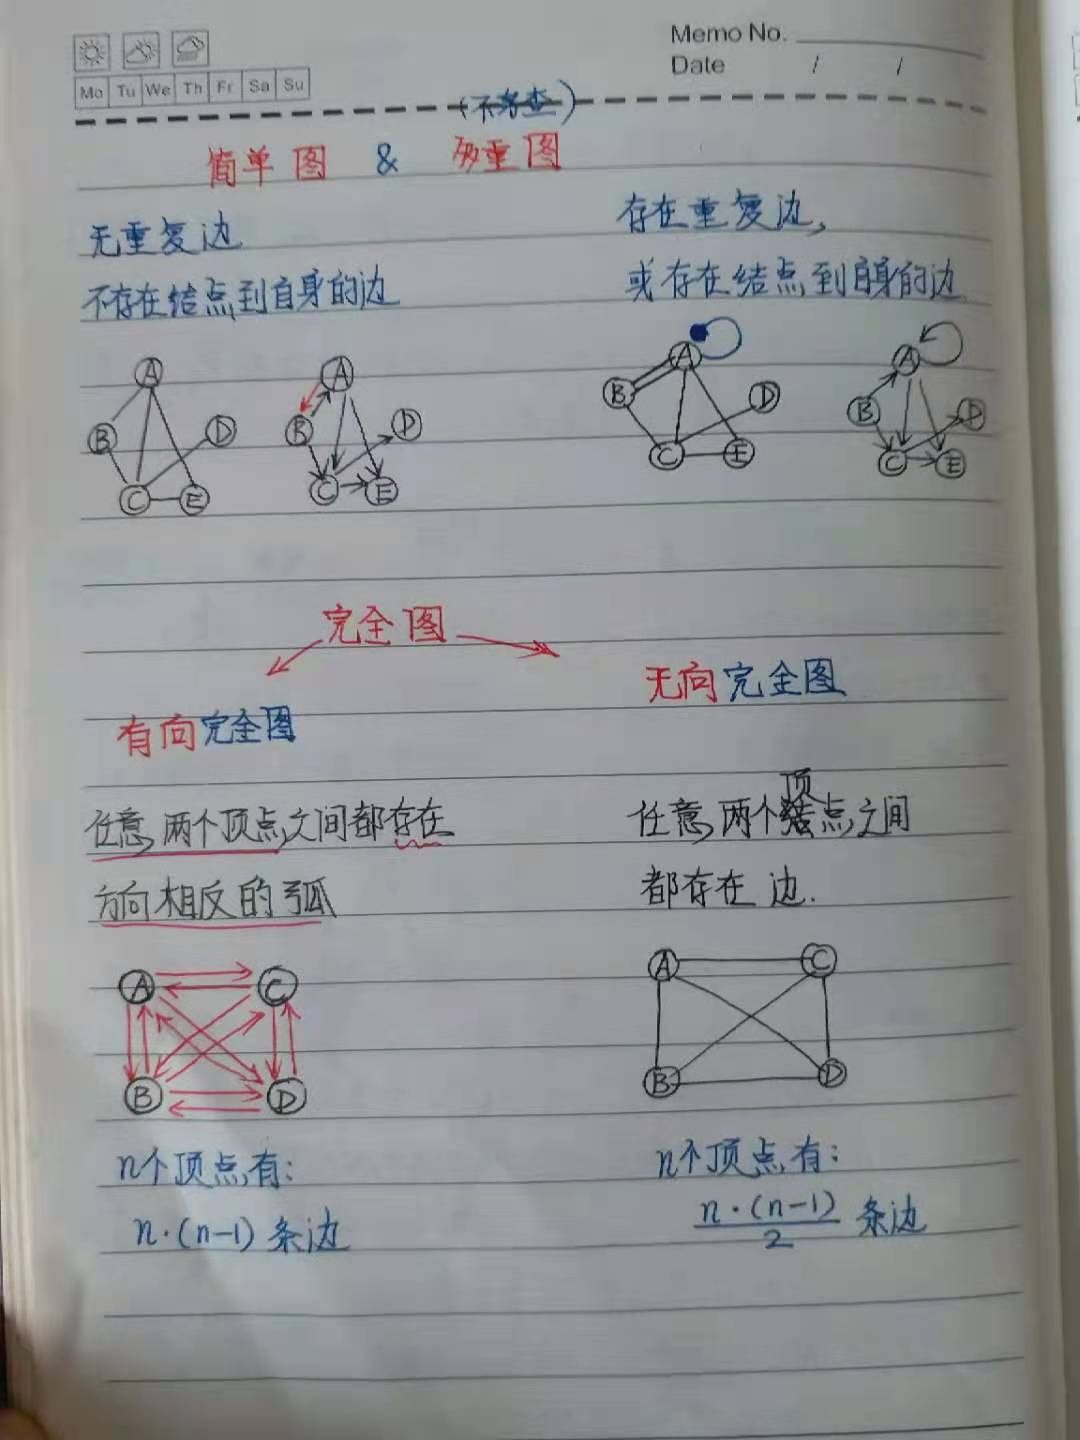 Memo No.
Mo Tu We Th Fr Sa Su
Date / /
(不考查)
简单图 & 多重图
无重复边
不存在结点到自身的边
存在重复边,
或存在结点到自身的边
A
B D
C E
A
B D
C E
A
B D
C E
A
B D
C E
完全图
有向完全图
无向完全图
任意两个顶点之间都存在
方向相反的弧
任意两个顶点之间
都存在边.
A C
B D
A C
B D
n个顶点有:
n·(n-1) 条边
n个顶点有:
n·(n-1)/2 条边